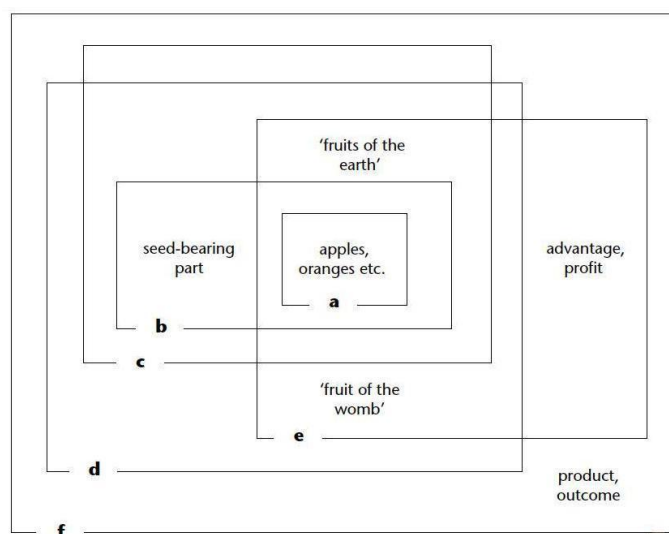 'fruits of the
earth'
seed-bearing
part
apples,
oranges etc.
advantage,
profit
a
b
c
'fruit of the
womb'
e
d
product,
outcome
f